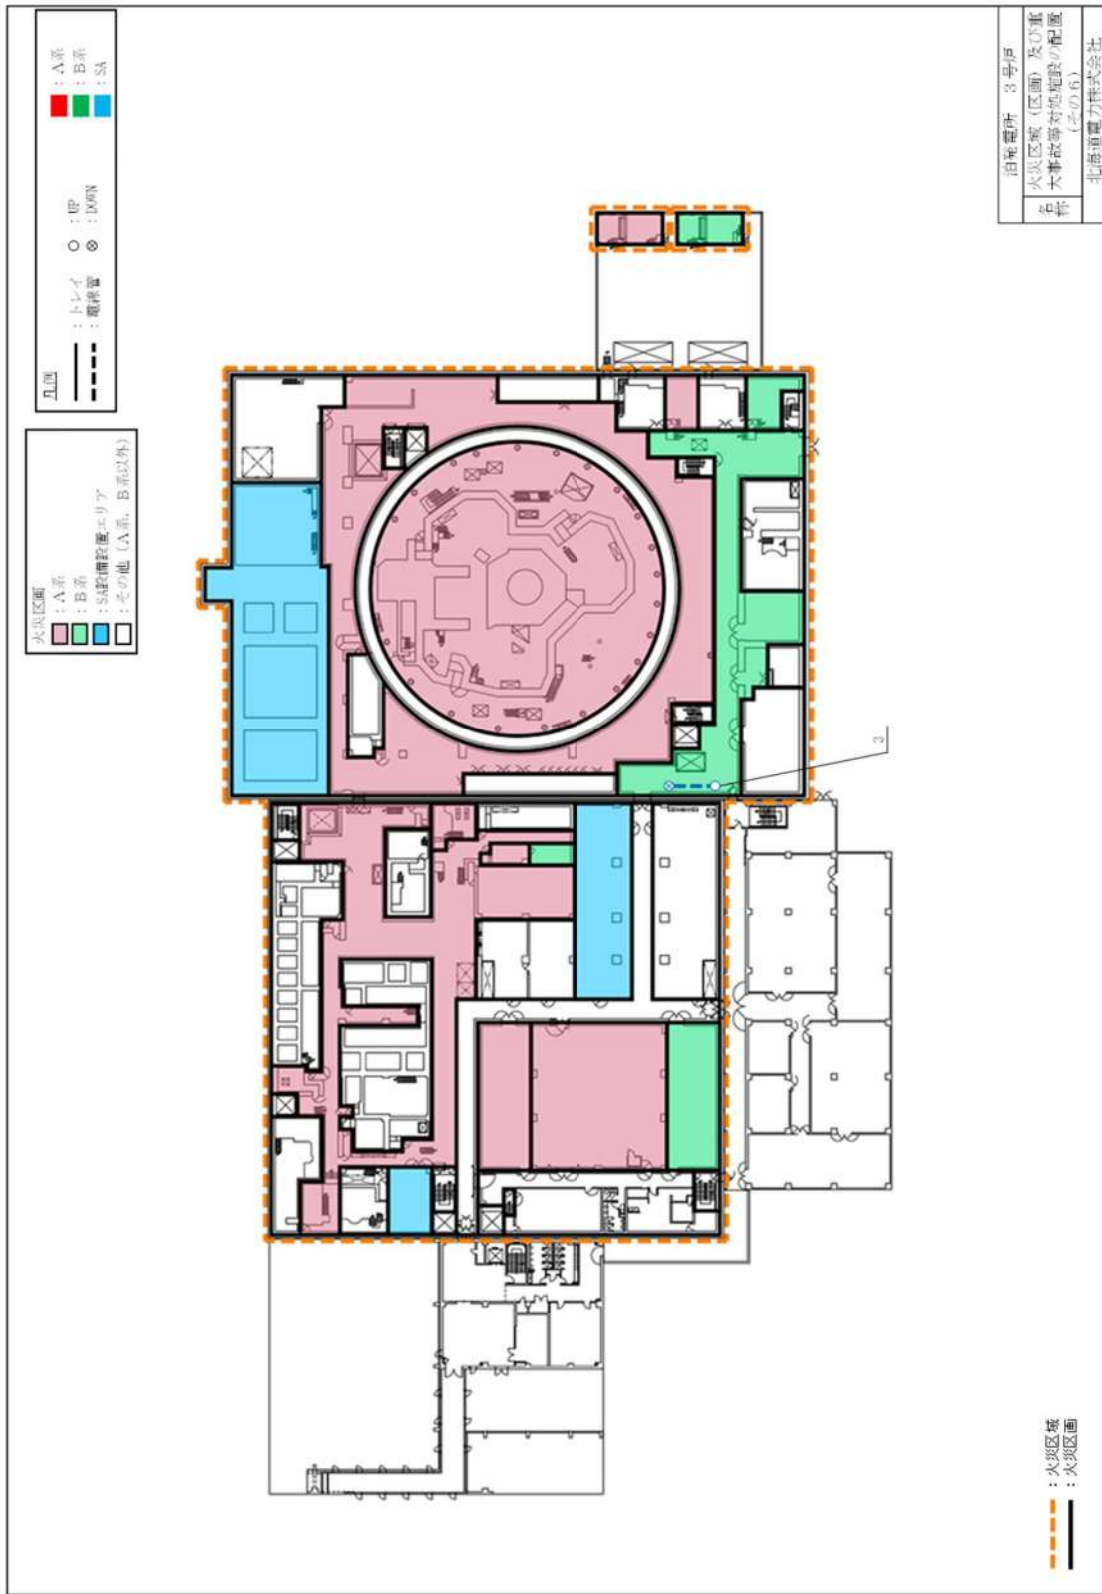 火災区画
：A系
：B系
：SA設備設置エリア
：その他（A系，B系以外）
凡例
：トレイ
：電線管
：UP
：DOWN
：A系
：B系
：SA
3
：火災区域
：火災区画
泊発電所 3号炉
名称
火災区域（区画）及び重
大事故等対処施設の配置
（その6）
北海道電力株式会社